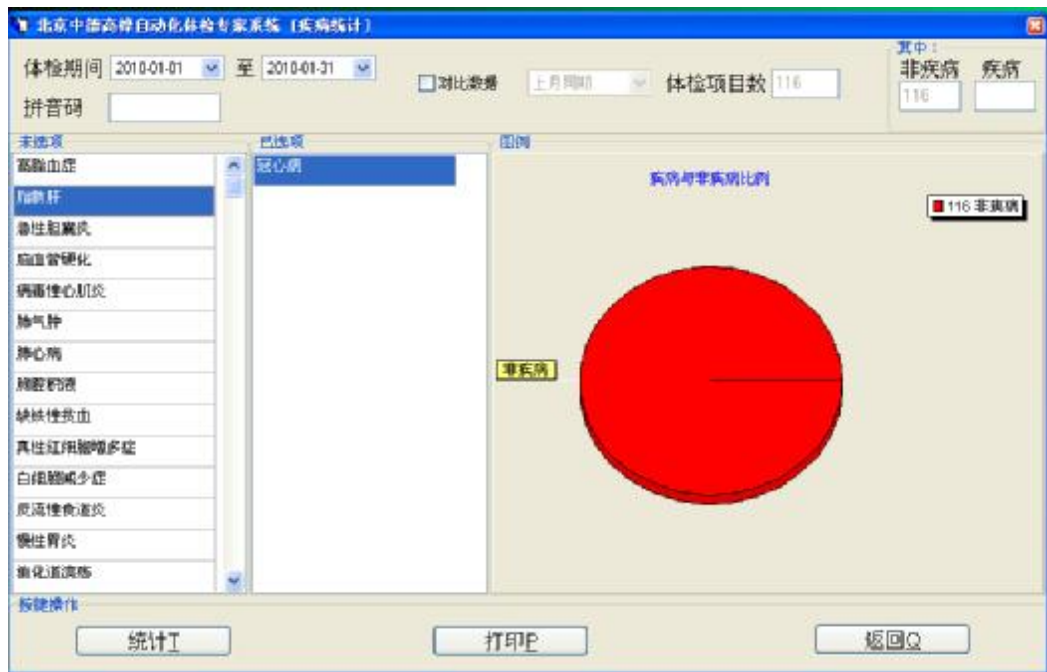 北京中德高烨自动化体检专家系统 [疾病统计]
体检期间 2010-01-01 至 2010-01-31
对比数据 上月同期 体检项目数 116
其中：
非疾病 疾病
116
拼音码
未选项 已选项 图例
高脂血症
脂肪肝
急性胆囊炎
脑血管硬化
病毒性心肌炎
肺气肿
肺心病
胸腔积液
缺铁性贫血
真性红细胞增多症
白细胞减少症
反流性食道炎
慢性胃炎
消化道溃疡
冠心病
疾病与非疾病比例
116 非疾病
非疾病
按键操作
统计T 打印P 返回Q